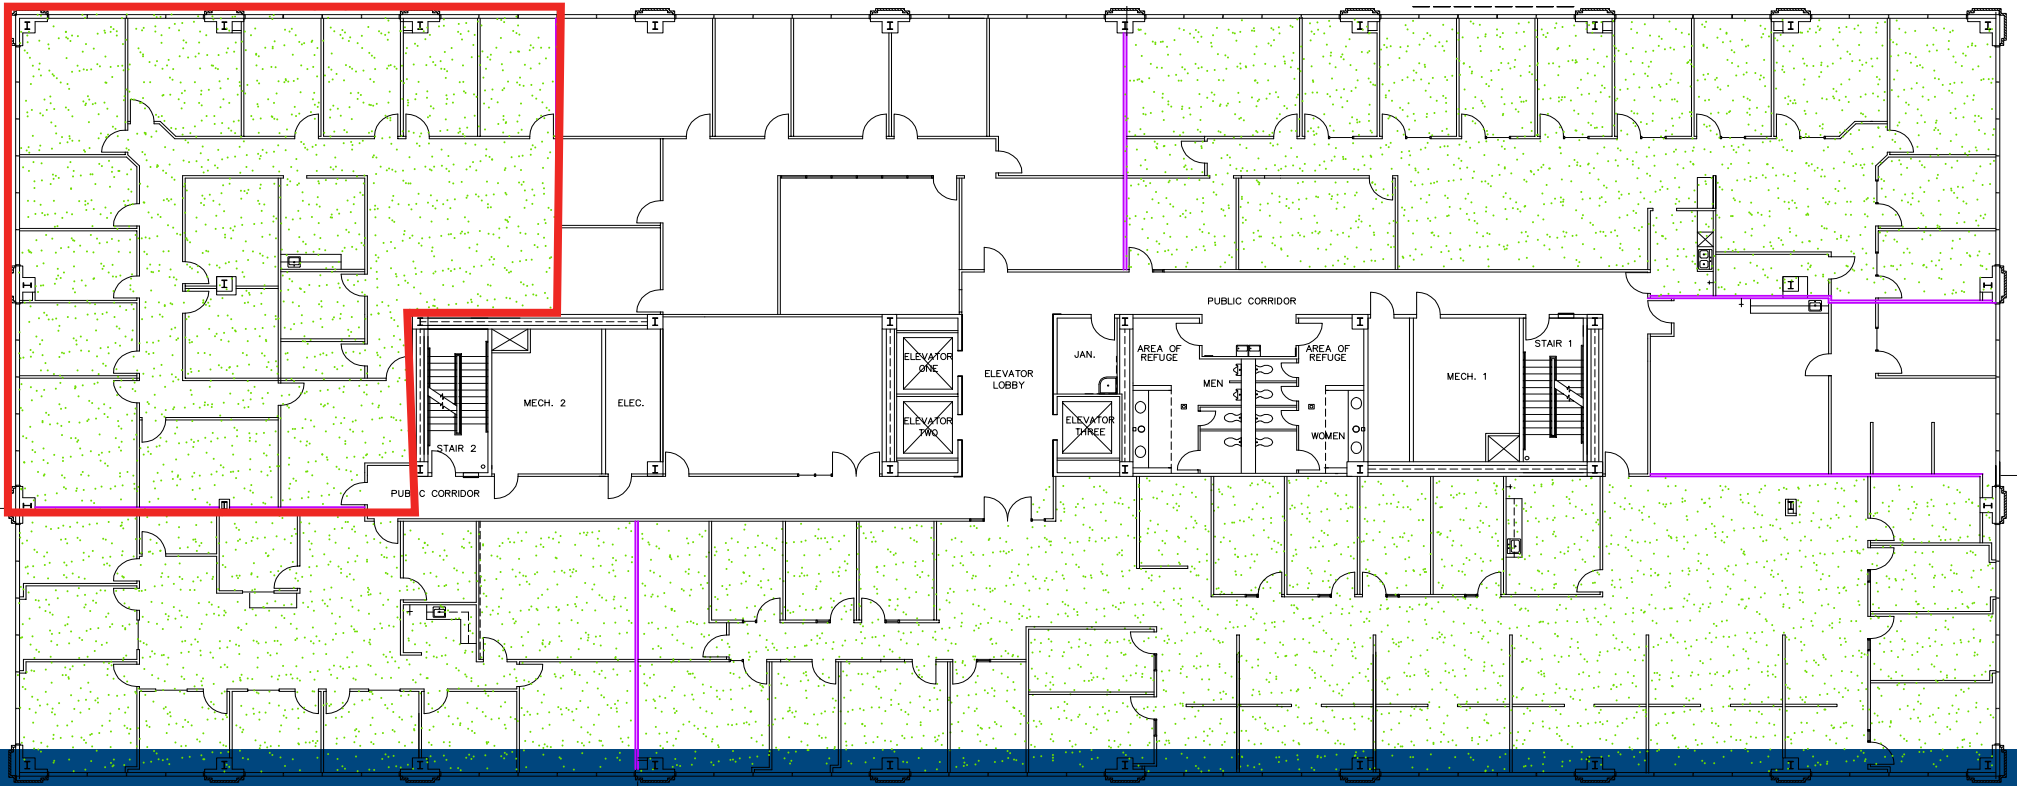 PUBLIC CORRIDOR
STAIR 1
AREA OF
REFUGE
AREA OF
REFUGE
JAN.
ELEVATOR
ONE
ELEVATOR
LOBBY
MECH. 1
MEN
MECH. 2
ELEC.
ELEVATOR
TWO
ELEVATOR
THREE
WOMEN
STAIR 2
PUBLIC CORRIDOR